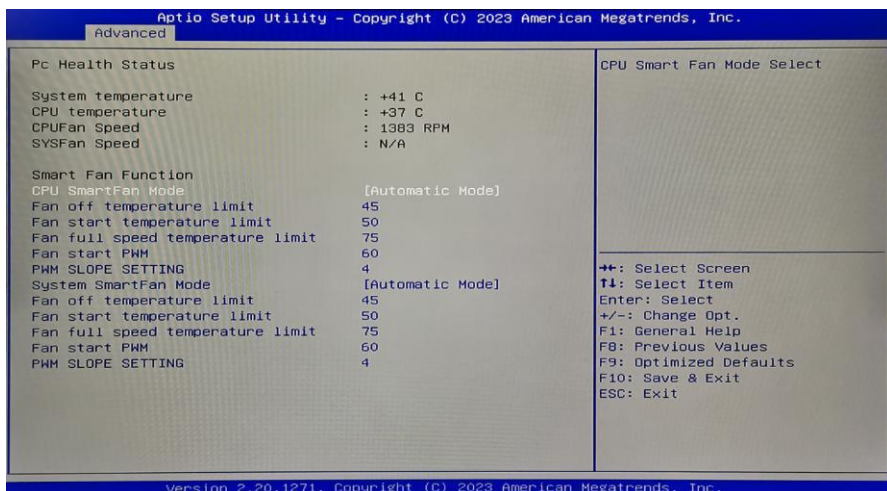 Aptio Setup Utility – Copyright (C) 2023 American Megatrends, Inc.
Advanced
Pc Health Status
System temperature : +41 C
CPU temperature : +37 C
CPUFan Speed : 1383 RPM
SYSFan Speed : N/A
Smart Fan Function
CPU SmartFan Mode [Automatic Mode]
Fan off temperature limit 45
Fan start temperature limit 50
Fan full speed temperature limit 75
Fan start PWM 60
PWM SLOPE SETTING 4
System SmartFan Mode [Automatic Mode]
Fan off temperature limit 45
Fan start temperature limit 50
Fan full speed temperature limit 75
Fan start PWM 60
PWM SLOPE SETTING 4
CPU Smart Fan Mode Select
→←: Select Screen
↑↓: Select Item
Enter: Select
+/-: Change Opt.
F1: General Help
F8: Previous Values
F9: Optimized Defaults
F10: Save & Exit
ESC: Exit
Version 2.20.1271. Copyright (C) 2023 American Megatrends, Inc.